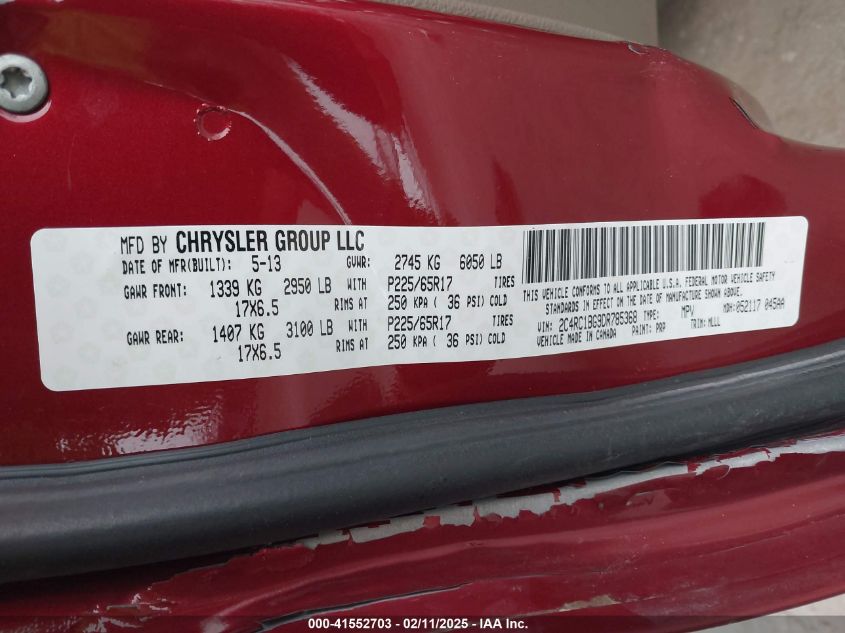 MFD BY CHRYSLER GROUP LLC
DATE OF MFR(BUILT): 5-13 GVWR: 2745 KG 6050 LB
GAWR FRONT: 1339 KG 2950 LB WITH P225/65R17 TIRES
17X6.5 RIMS AT 250 KPA ( 36 PSI) COLD
GAWR REAR: 1407 KG 3100 LB WITH P225/65R17 TIRES
17X6.5 RIMS AT 250 KPA ( 36 PSI) COLD
THIS VEHICLE CONFORMS TO ALL APPLICABLE U.S.A. FEDERAL MOTOR VEHICLE SAFETY
STANDARDS IN EFFECT ON THE DATE OF MANUFACTURE SHOWN ABOVE.
VIN: 2C4RC1BG9DR785368 TYPE: MPV MDH: 052117 045AA
VEHICLE MADE IN CANADA PAINT: PRP TRIM: MLLL
000-41552703 - 02/11/2025 - IAA Inc.